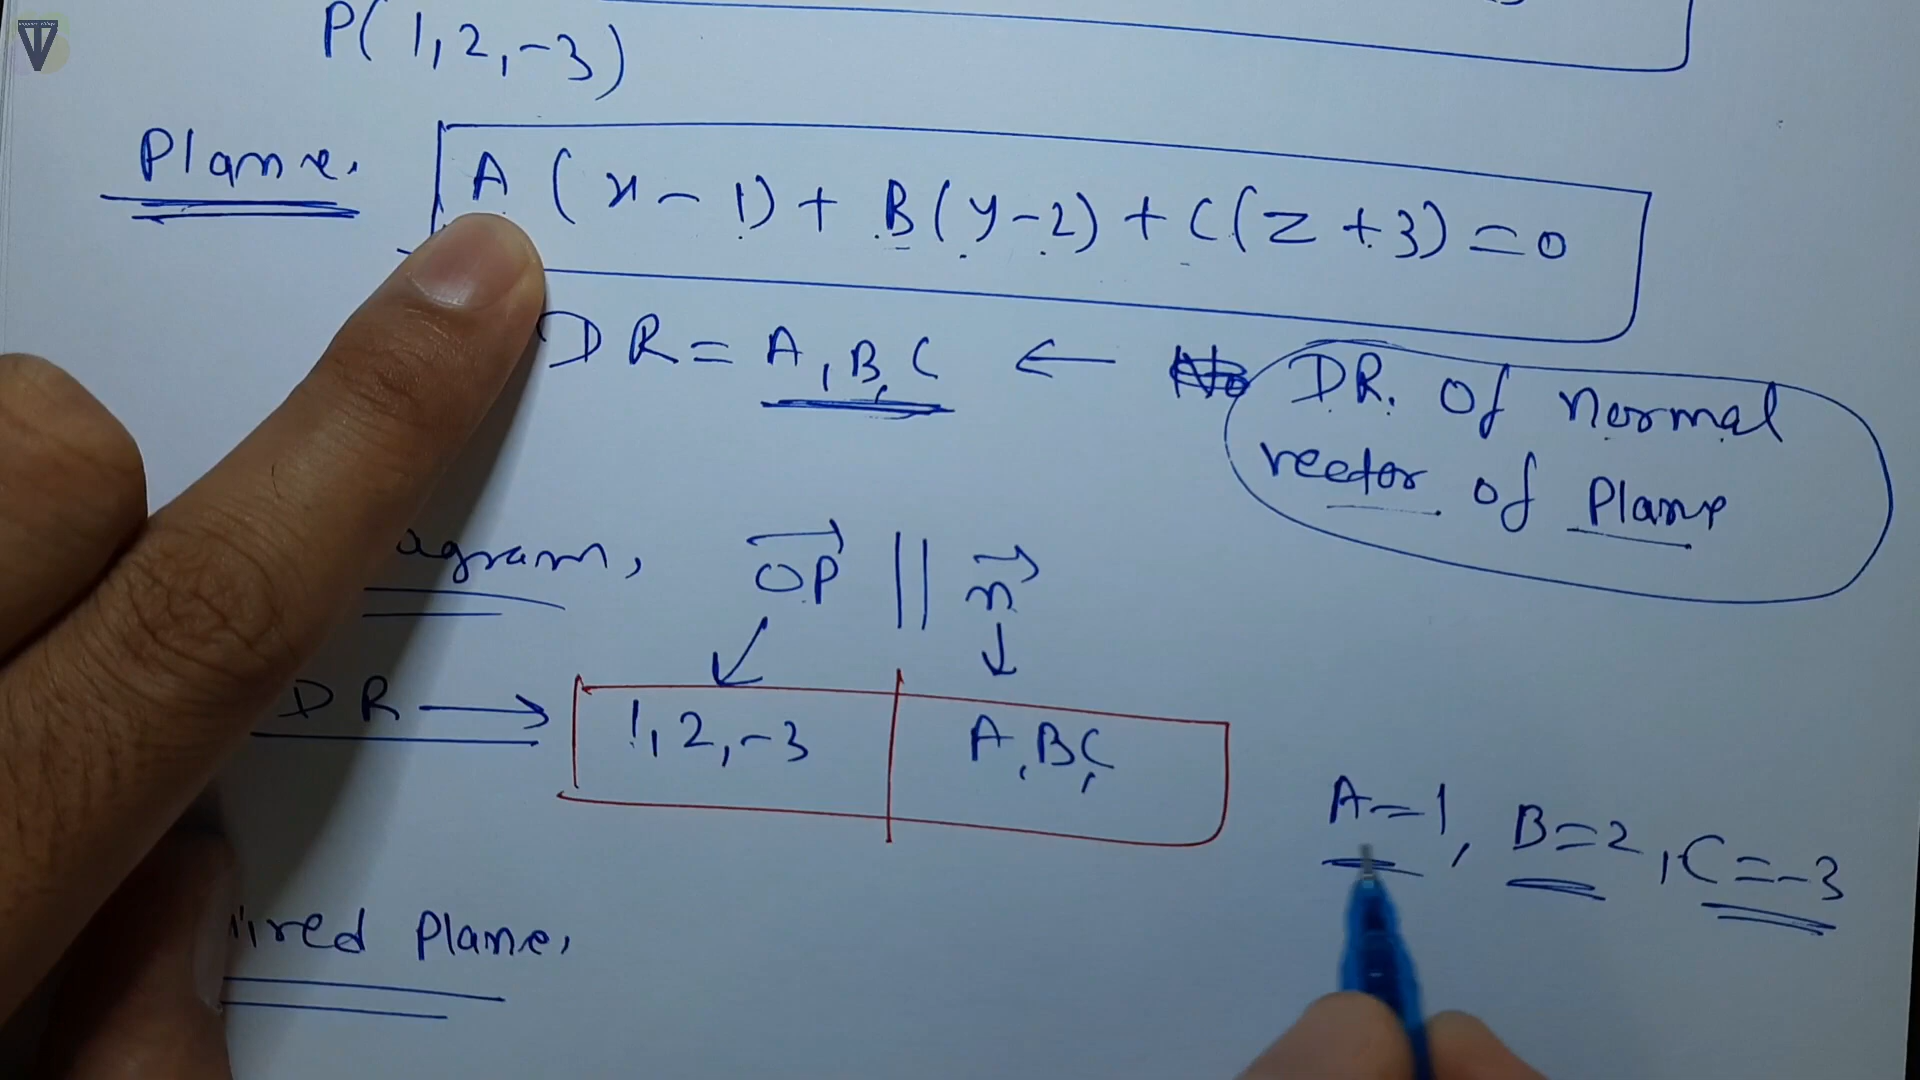 P(1,2,-3)
Plane. A(x-1)+B(y-2)+C(z+3)=0
DR = A,B,C ← DR. Of normal
vector of Plane
agram, OP || n
DR → 1,2,-3 A,B,C
A=1, B=2, C=-3
ired Plane,